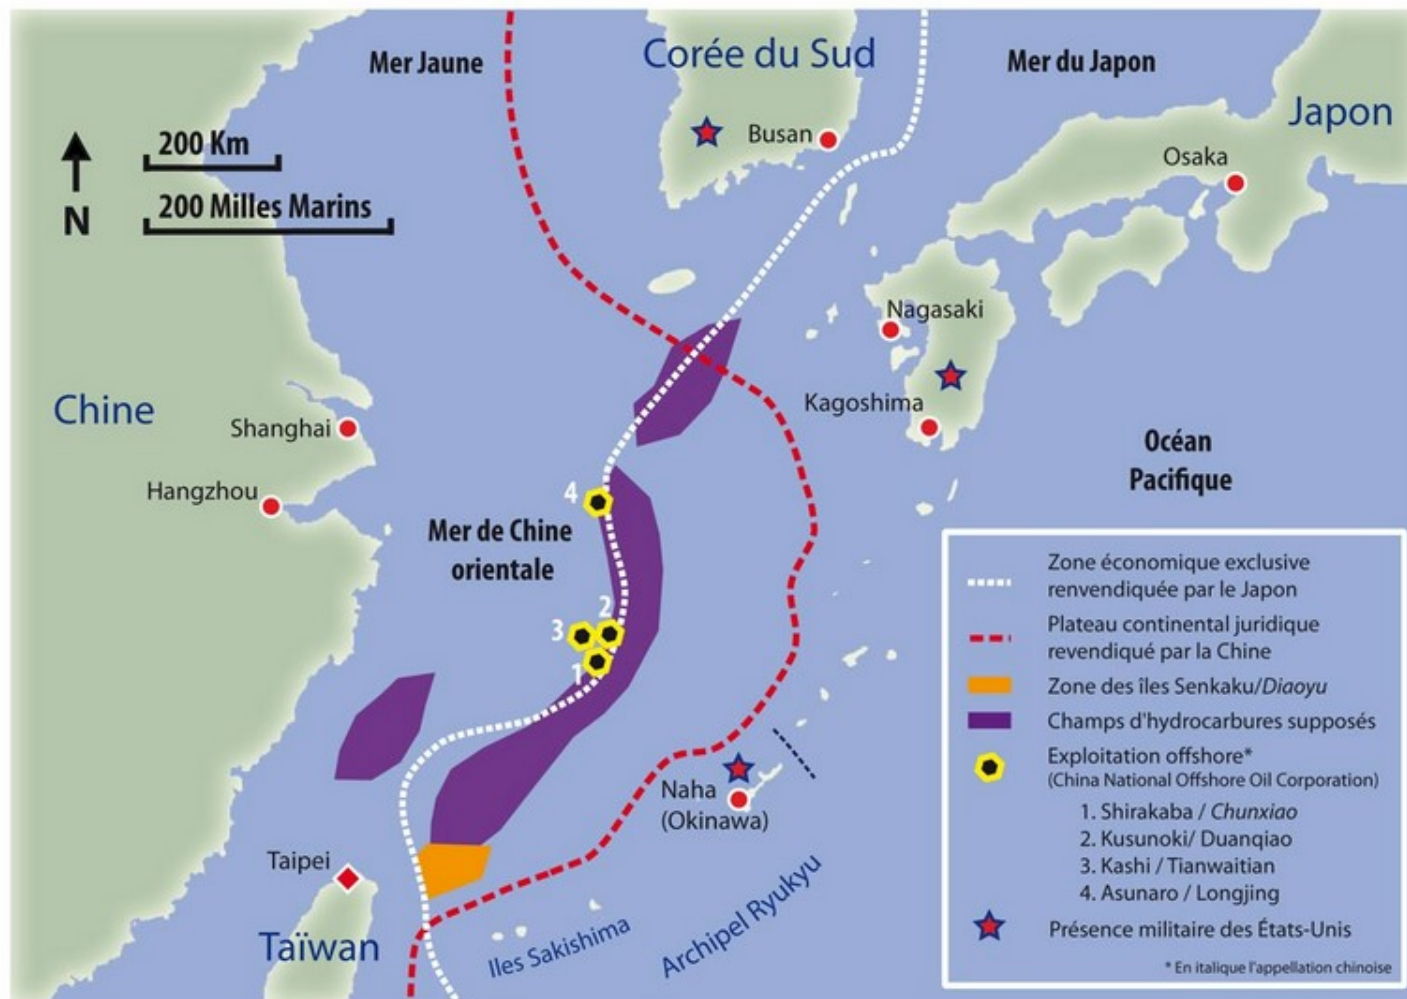 Mer Jaune
Corée du Sud
Mer du Japon
Japon
200 Km
Busan
Osaka
200 Milles Marins
N
Nagasaki
Chine
Kagoshima
Shanghai
Océan
Pacifique
Hangzhou
4
Mer de Chine
orientale
2
3
1
Naha
(Okinawa)
Taipei
Taïwan
Iles Sakishima
Archipel Ryukyu
Zone économique exclusive
renvendiquée par le Japon
Plateau continental juridique
revendiqué par la Chine
Zone des îles Senkaku/Diaoyu
Champs d'hydrocarbures supposés
Exploitation offshore*
(China National Offshore Oil Corporation)
1. Shirakaba / Chunxiao
2. Kusunoki/ Duanqiao
3. Kashi / Tianwaitian
4. Asunaro / Longjing
Présence militaire des États-Unis
* En italique l'appellation chinoise